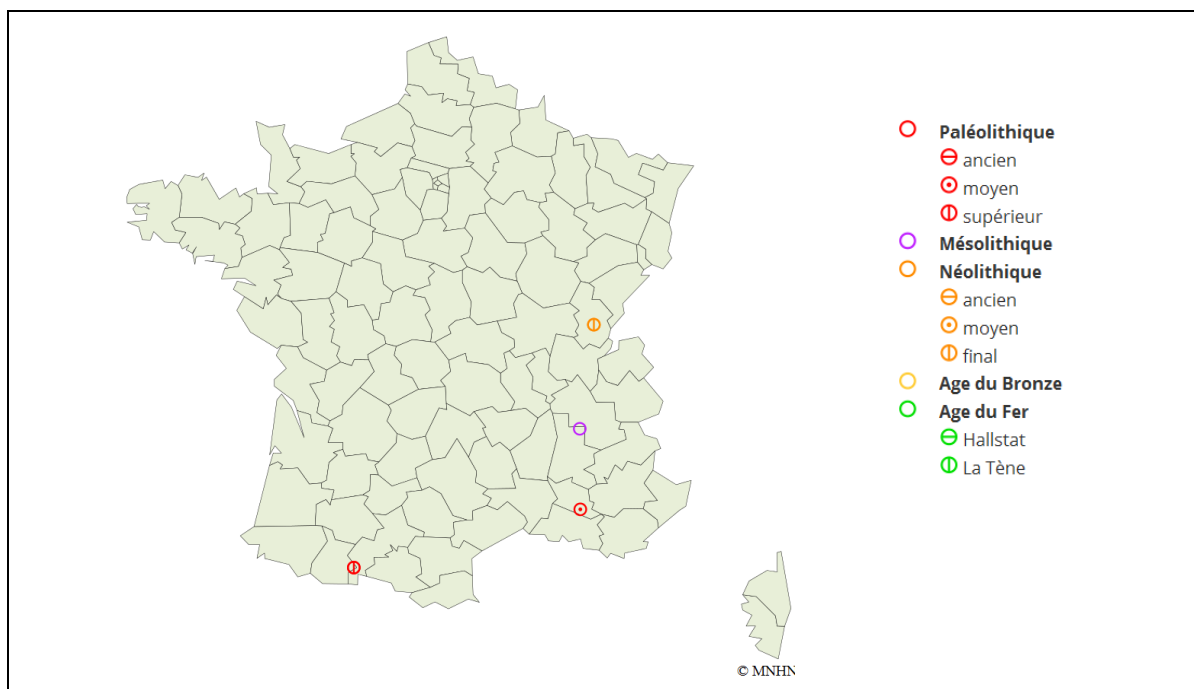 Paléolithique
ancien
moyen
supérieur
Mésolithique
Néolithique
ancien
moyen
final
Age du Bronze
Age du Fer
Hallstat
La Tène
© MNHN